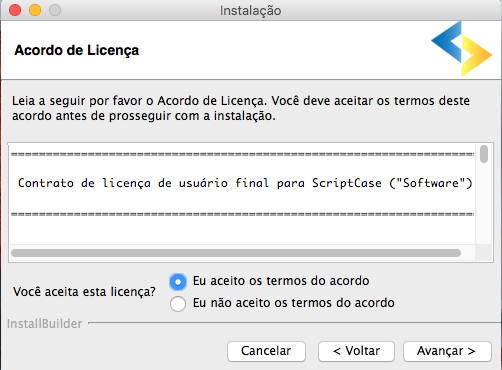 Instalação
Acordo de Licença
Leia a seguir por favor o Acordo de Licença. Você deve aceitar os termos deste
acordo antes de prosseguir com a instalação.
==================================================================
Contrato de licença de usuário final para ScriptCase ("Software")
==================================================================
Você aceita esta licença?
Eu aceito os termos do acordo
Eu não aceito os termos do acordo
InstallBuilder
Cancelar
< Voltar
Avançar >